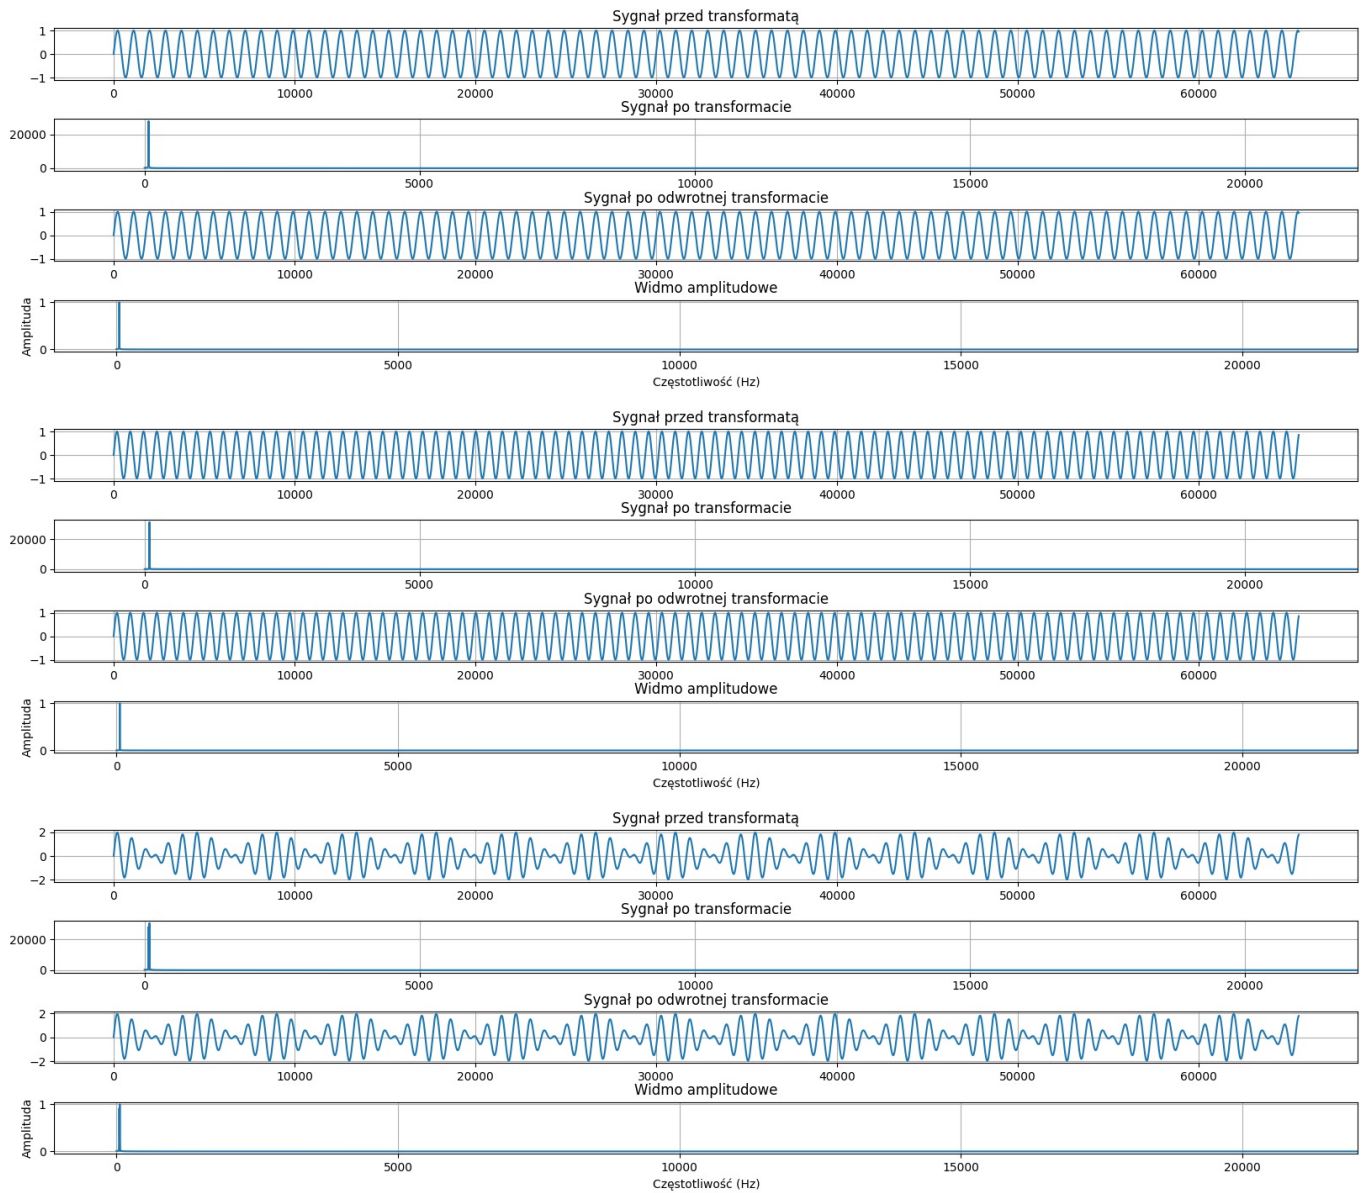 Sygnał przed transformatą
1
0
−1
0 10000 20000 30000 40000 50000 60000
Sygnał po transformacie
20000
0
0 5000 10000 15000 20000
Sygnał po odwrotnej transformacie
1
0
−1
0 10000 20000 30000 40000 50000 60000
Widmo amplitudowe
Amplituda
1
0
0 5000 10000 15000 20000
Częstotliwość (Hz)
Sygnał przed transformatą
1
0
−1
0 10000 20000 30000 40000 50000 60000
Sygnał po transformacie
20000
0
0 5000 10000 15000 20000
Sygnał po odwrotnej transformacie
1
0
−1
0 10000 20000 30000 40000 50000 60000
Widmo amplitudowe
Amplituda
1
0
0 5000 10000 15000 20000
Częstotliwość (Hz)
Sygnał przed transformatą
2
0
−2
0 10000 20000 30000 40000 50000 60000
Sygnał po transformacie
20000
0
0 5000 10000 15000 20000
Sygnał po odwrotnej transformacie
2
0
−2
0 10000 20000 30000 40000 50000 60000
Widmo amplitudowe
Amplituda
1
0
0 5000 10000 15000 20000
Częstotliwość (Hz)